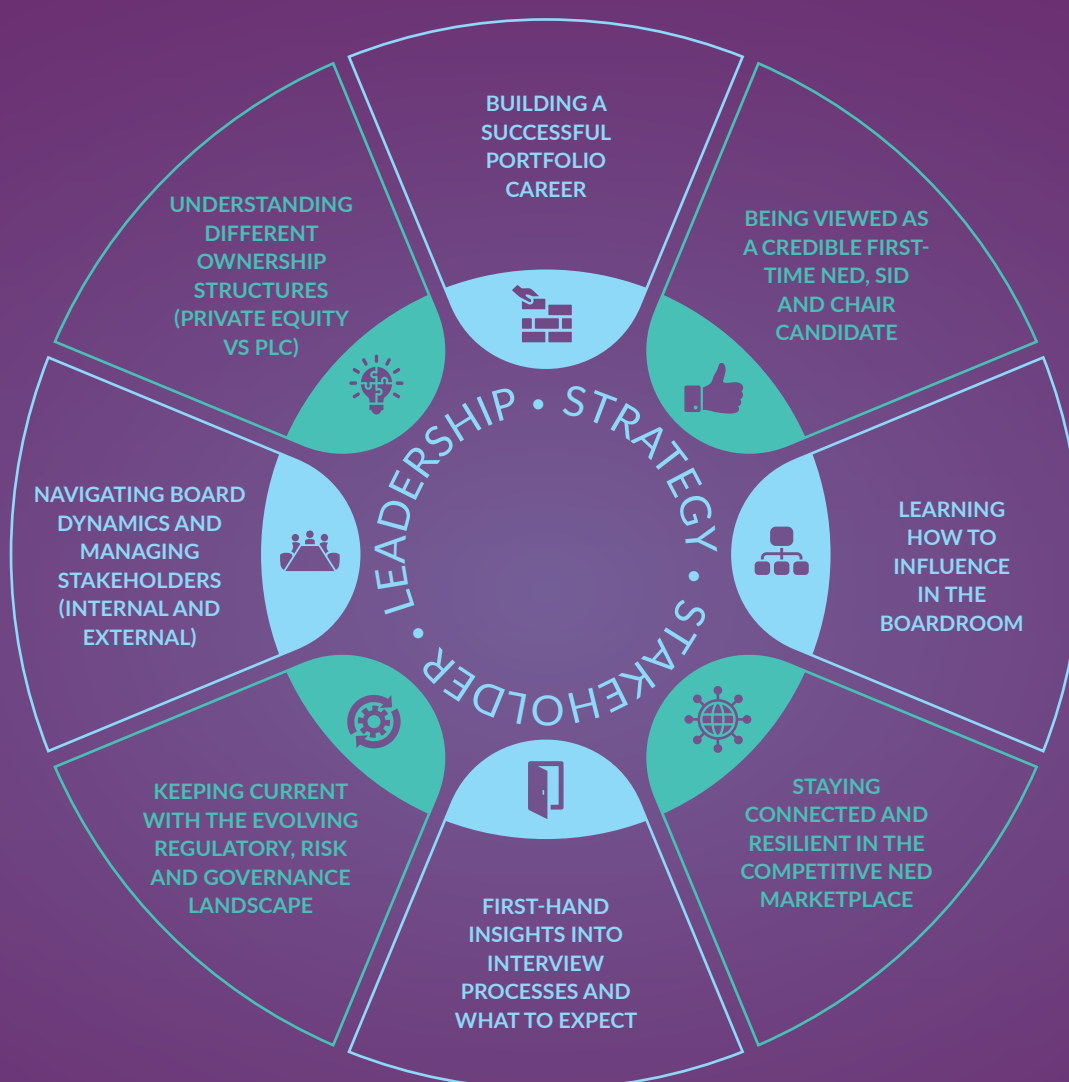 BUILDING A
SUCCESSFUL
PORTFOLIO
CAREER
BEING VIEWED AS
A CREDIBLE FIRST-
TIME NED, SID
AND CHAIR
CANDIDATE
LEARNING
HOW TO
INFLUENCE
IN THE
BOARDROOM
STAYING
CONNECTED AND
RESILIENT IN THE
COMPETITIVE NED
MARKETPLACE
FIRST-HAND
INSIGHTS INTO
INTERVIEW
PROCESSES AND
WHAT TO EXPECT
KEEPING CURRENT
WITH THE EVOLVING
REGULATORY, RISK
AND GOVERNANCE
LANDSCAPE
NAVIGATING BOARD
DYNAMICS AND
MANAGING
STAKEHOLDERS
(INTERNAL AND
EXTERNAL)
UNDERSTANDING
DIFFERENT
OWNERSHIP
STRUCTURES
(PRIVATE EQUITY
VS PLC)
LEADERSHIP • STRATEGY • STAKEHOLDER •